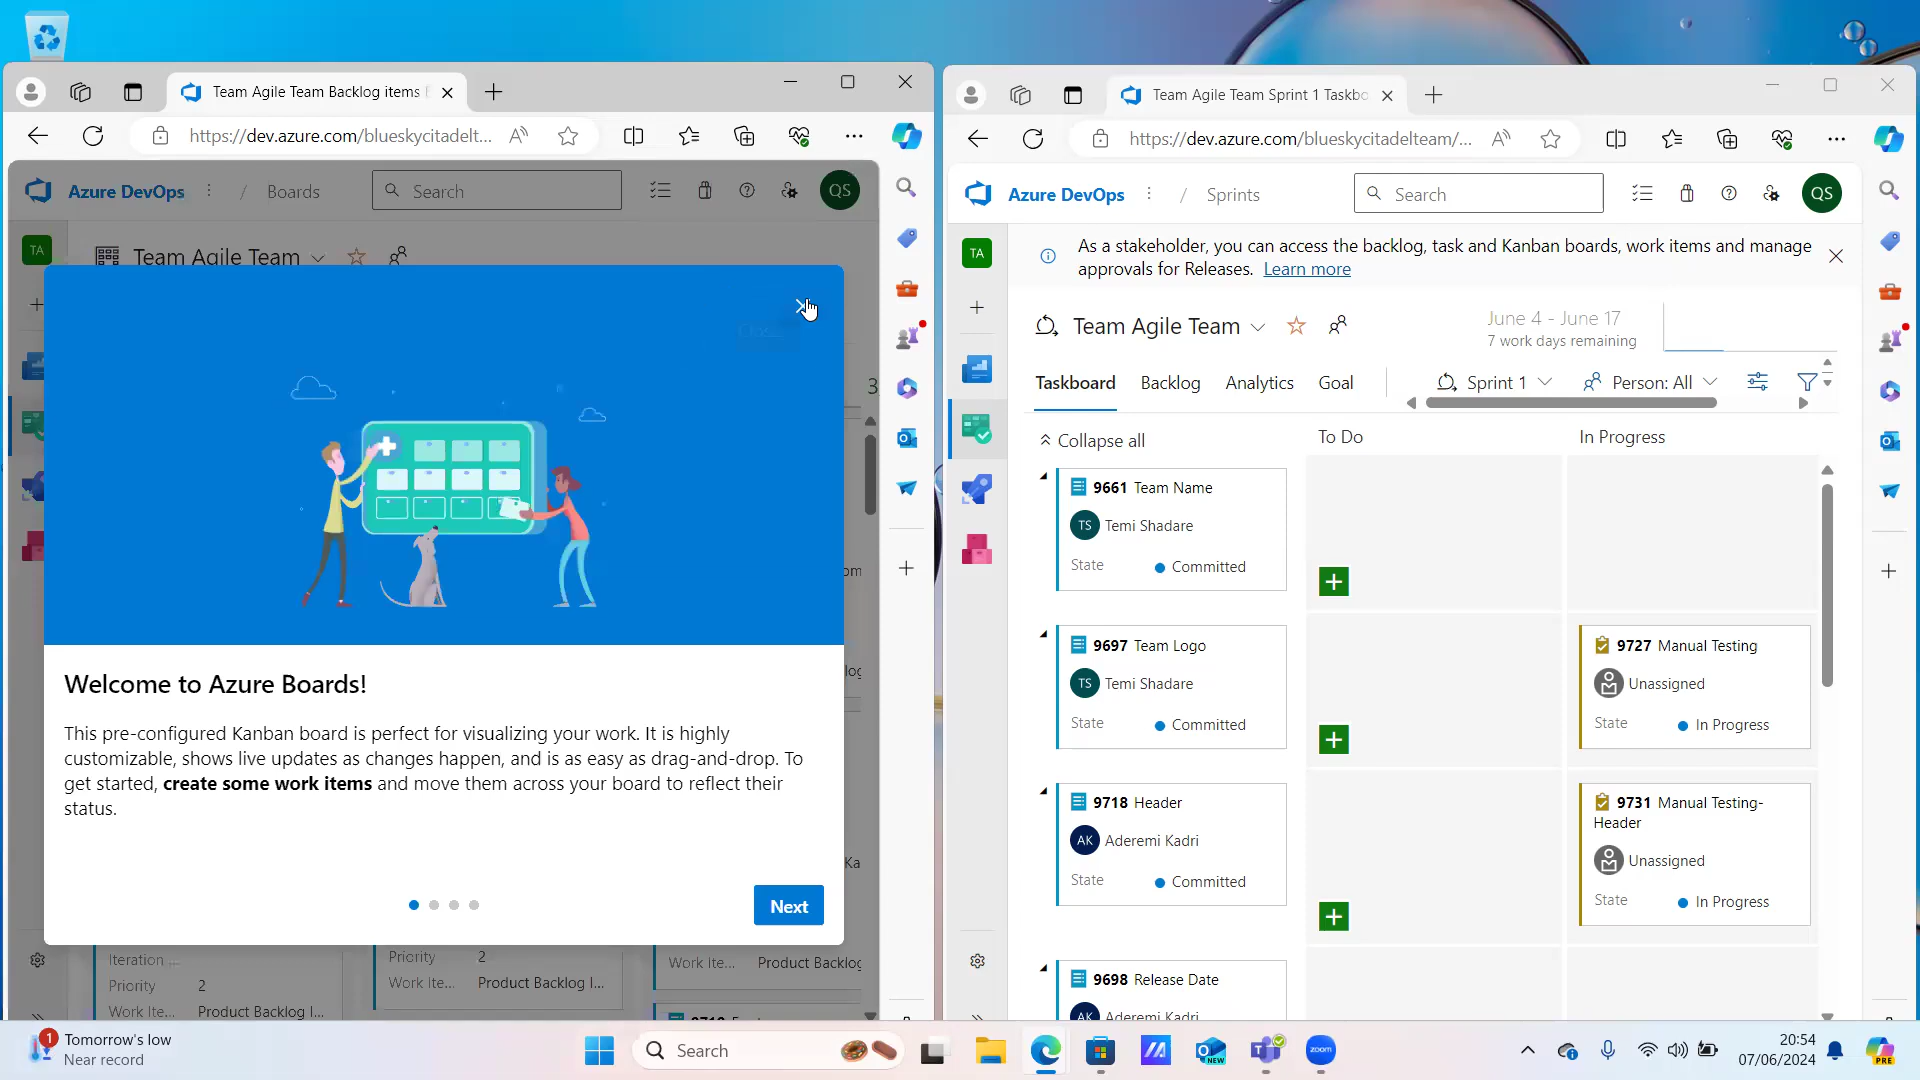 Team Agile Team Backlog items
https://dev.azure.com/blueskycitadelt...
Azure DevOps
/
Boards
Search
QS
TA
Team Agile Team
3
Welcome to Azure Boards!
This pre-configured Kanban board is perfect for visualizing your work. It is highly
customizable, shows live updates as changes happen, and is as easy as drag-and-drop. To
get started, create some work items and move them across your board to reflect their
status.
Next
Iteration ...
Priority 2
Work Ite... Product Backlog I...
Priority 2
Work Ite... Product Backlog I...
Work Ite... Product Backlog
Team Agile Team Sprint 1 Taskbo
https://dev.azure.com/blueskycitadelteam/...
Azure DevOps
/
Sprints
Search
QS
TA
As a stakeholder, you can access the backlog, task and Kanban boards, work items and manage
approvals for Releases. Learn more
Team Agile Team
June 4 - June 17
7 work days remaining
Taskboard Backlog Analytics Goal
Sprint 1
Person: All
Collapse all
To Do
In Progress
9661 Team Name
TS Temi Shadare
State Committed
9697 Team Logo
TS Temi Shadare
State Committed
9727 Manual Testing
Unassigned
State In Progress
9718 Header
AK Aderemi Kadri
State Committed
9731 Manual Testing-
Header
Unassigned
State In Progress
9698 Release Date
AK Aderemi Kadri
1
Tomorrow's low
Near record
Search
NEW
zoom
20:54
07/06/2024
PRE